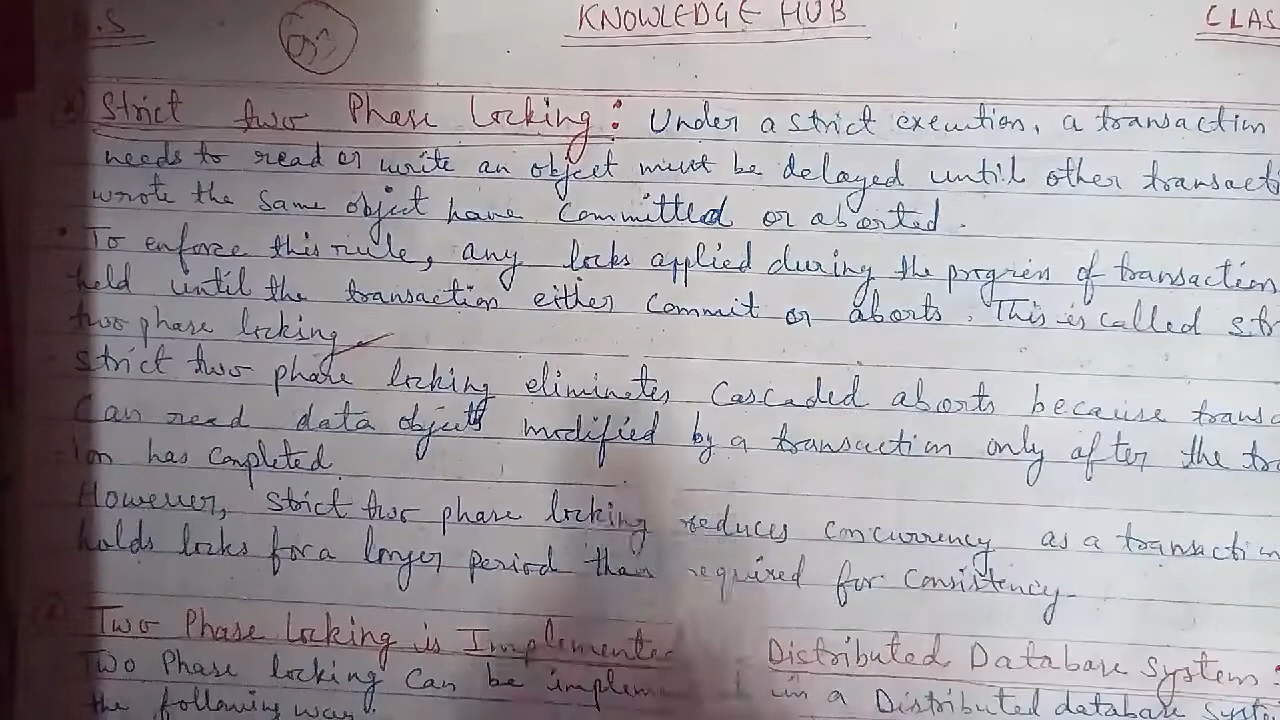 .S KNOWLEDGE HUB CLAS
Strict two Phase Locking: Under a strict execution, a transaction
needs to read or write an object must be delayed until other transacti
wrote the same object have committed or aborted.
• To enforce this rule, any locks applied during the progress of transaction
held until the transaction either commit or aborts. This is called str
two phase locking
strict two phase locking eliminates Cascaded aborts because transa
Can read data objects modified by a transaction only after the tra
ion has completed.
However, strict two phase locking reduces concurrency as a transaction
holds locks for a longer period than required for consistency
Two Phase Locking is Implemente Distributed Database System:
Two Phase locking Can be implem in a Distributed database Syst
the following way: